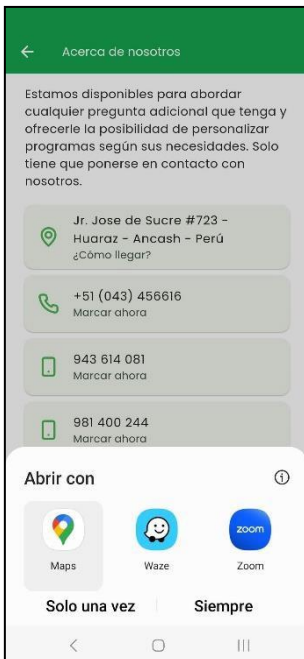 Acerca de nosotros
Estamos disponibles para abordar
cualquier pregunta adicional que tenga y
ofrecerle la posibilidad de personalizar
programas según sus necesidades. Solo
tiene que ponerse en contacto con
nosotros.
Jr. Jose de Sucre #723 -
Huaraz - Ancash - Perú
¿Cómo llegar?
+51 (043) 456616
Marcar ahora
943 614 081
Marcar ahora
981 400 244
Marcar ahora
Abrir con
zoom
Maps Waze Zoom
Solo una vez Siempre